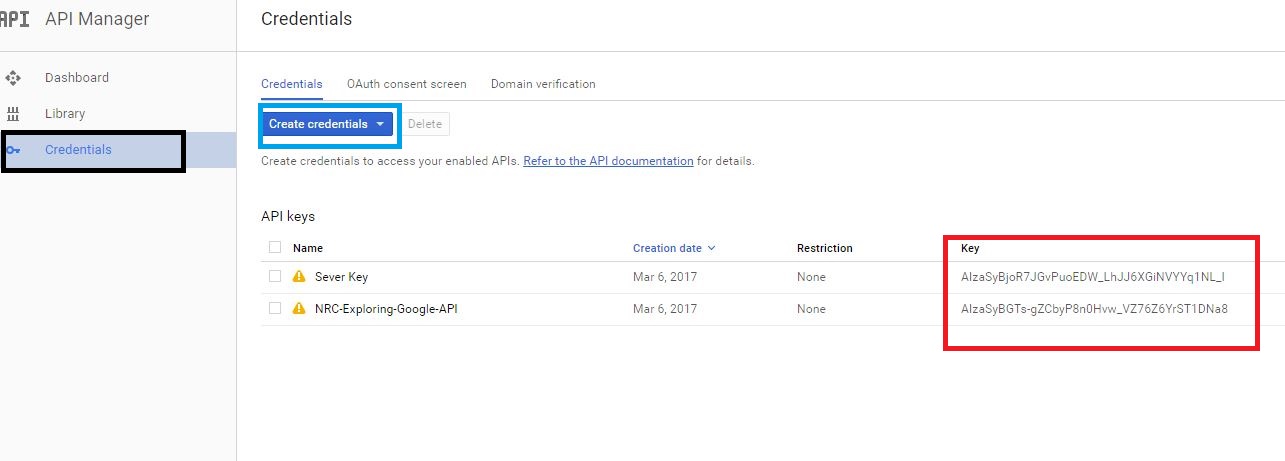 API API Manager
Credentials
Dashboard
Library
Credentials
Credentials OAuth consent screen Domain verification
Create credentials Delete
Create credentials to access your enabled APIs. Refer to the API documentation for details.
API keys
Name Creation date Restriction Key
Sever Key Mar 6, 2017 None AIzaSyBjoR7JGvPuoEDW_LhJJ6XGiNVYYq1NL_I
NRC-Exploring-Google-API Mar 6, 2017 None AIzaSyBGTs-gZCbyP8n0Hvw_VZ76Z6YrST1DNa8